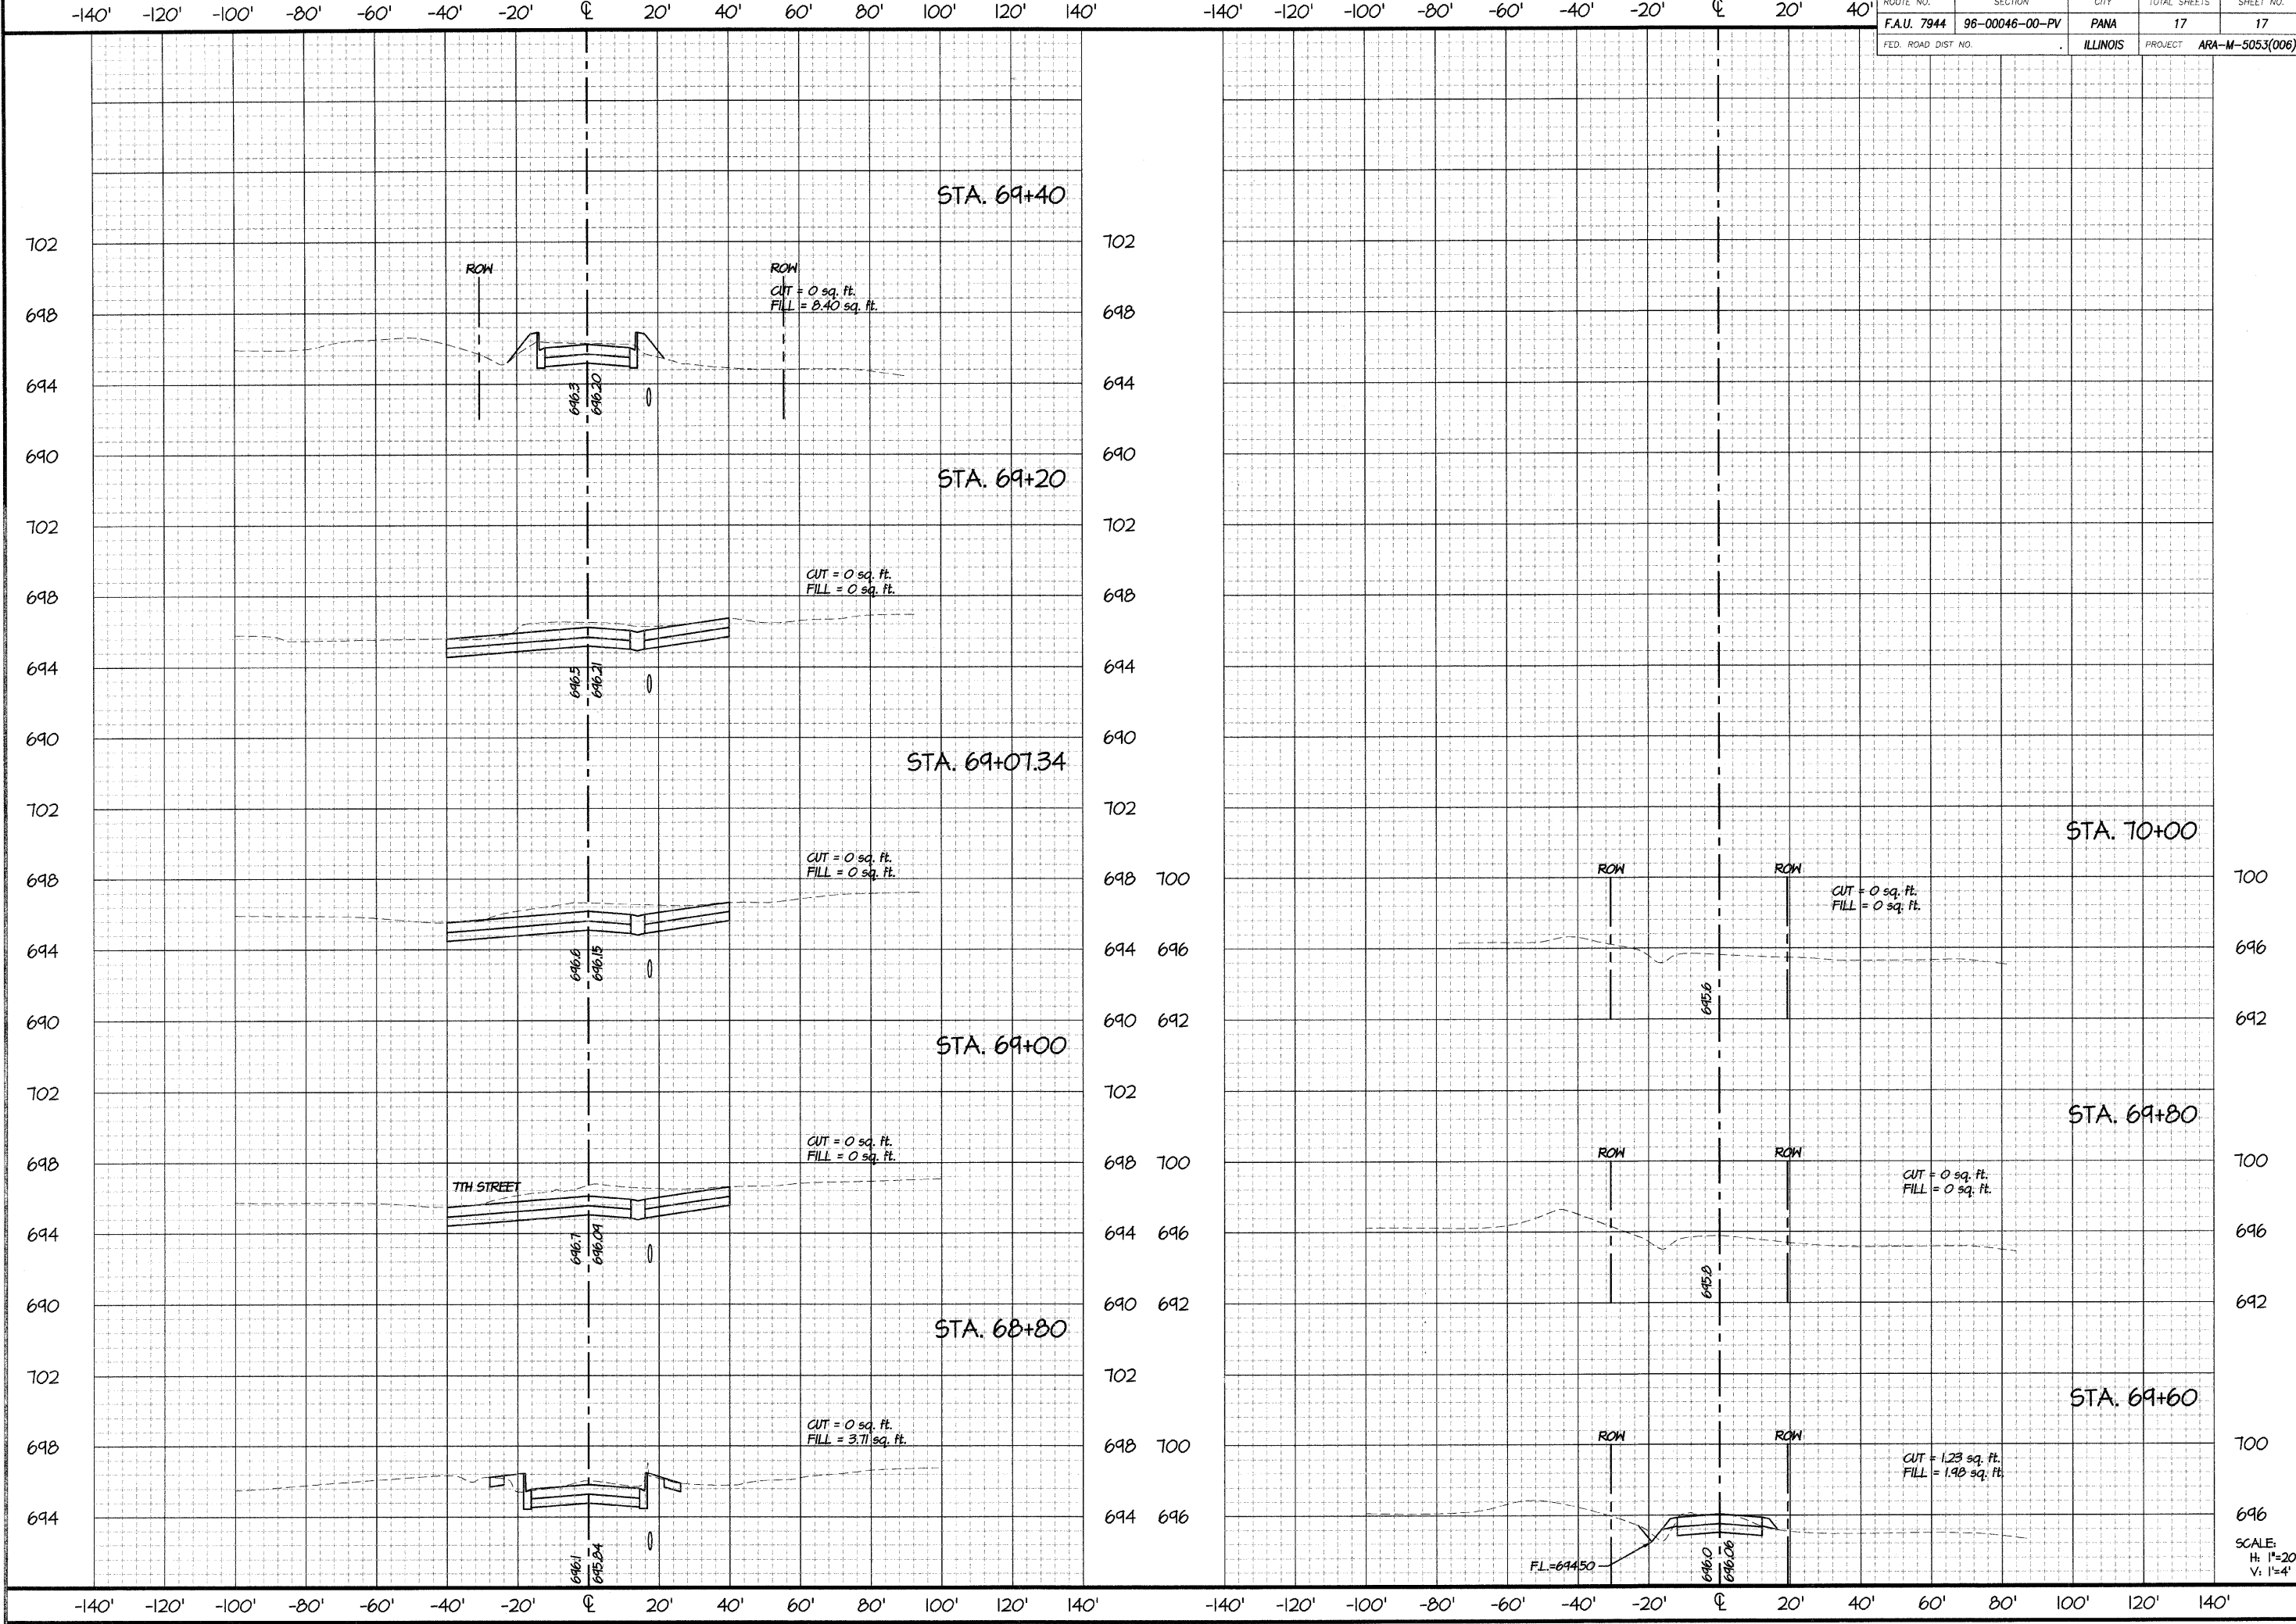 -140' -120' -100' -80' -60' -40' -20' ℄ 20' 40' 60' 80' 100' 120' 140'
-140' -120' -100' -80' -60' -40' -20' ℄ 20' 40'
ROUTE NO. SECTION CITY TOTAL SHEETS SHEET NO.
F.A.U. 7944 96-00046-00-PV PANA 17 17
FED. ROAD DIST NO. . ILLINOIS PROJECT ARA-M-5053(006)
STA. 69+40
702 702
ROW ROW
CUT = 0 sq. ft.
FILL = 8.40 sq. ft.
698 698
694 694
696.3 696.20
690 690
STA. 69+20
702 702
CUT = 0 sq. ft.
FILL = 0 sq. ft.
698 698
694 694
696.5 696.21
690 690
STA. 69+07.34
702 702
CUT = 0 sq. ft.
FILL = 0 sq. ft.
698 698
694 694
696.6 696.15
690 690
STA. 69+00
702 702
CUT = 0 sq. ft.
FILL = 0 sq. ft.
698 698
7TH STREET
694 694
696.7 696.09
690 690
STA. 68+80
702 702
CUT = 0 sq. ft.
FILL = 3.71 sq. ft.
698 698
694 694
696.1 695.84
STA. 70+00
ROW ROW
700 700
CUT = 0 sq. ft.
FILL = 0 sq. ft.
696 696
695.6
692 692
STA. 69+80
ROW ROW
700 700
CUT = 0 sq. ft.
FILL = 0 sq. ft.
696 696
695.8
692 692
STA. 69+60
ROW ROW
700 700
CUT = 1.23 sq. ft.
FILL = 1.98 sq. ft.
696 696
F.L.=694.50
696.0 696.06
SCALE:
H: 1"=20
V: 1"=4'
-140' -120' -100' -80' -60' -40' -20' ℄ 20' 40' 60' 80' 100' 120' 140'
-140' -120' -100' -80' -60' -40' -20' ℄ 20' 40' 60' 80' 100' 120' 140'